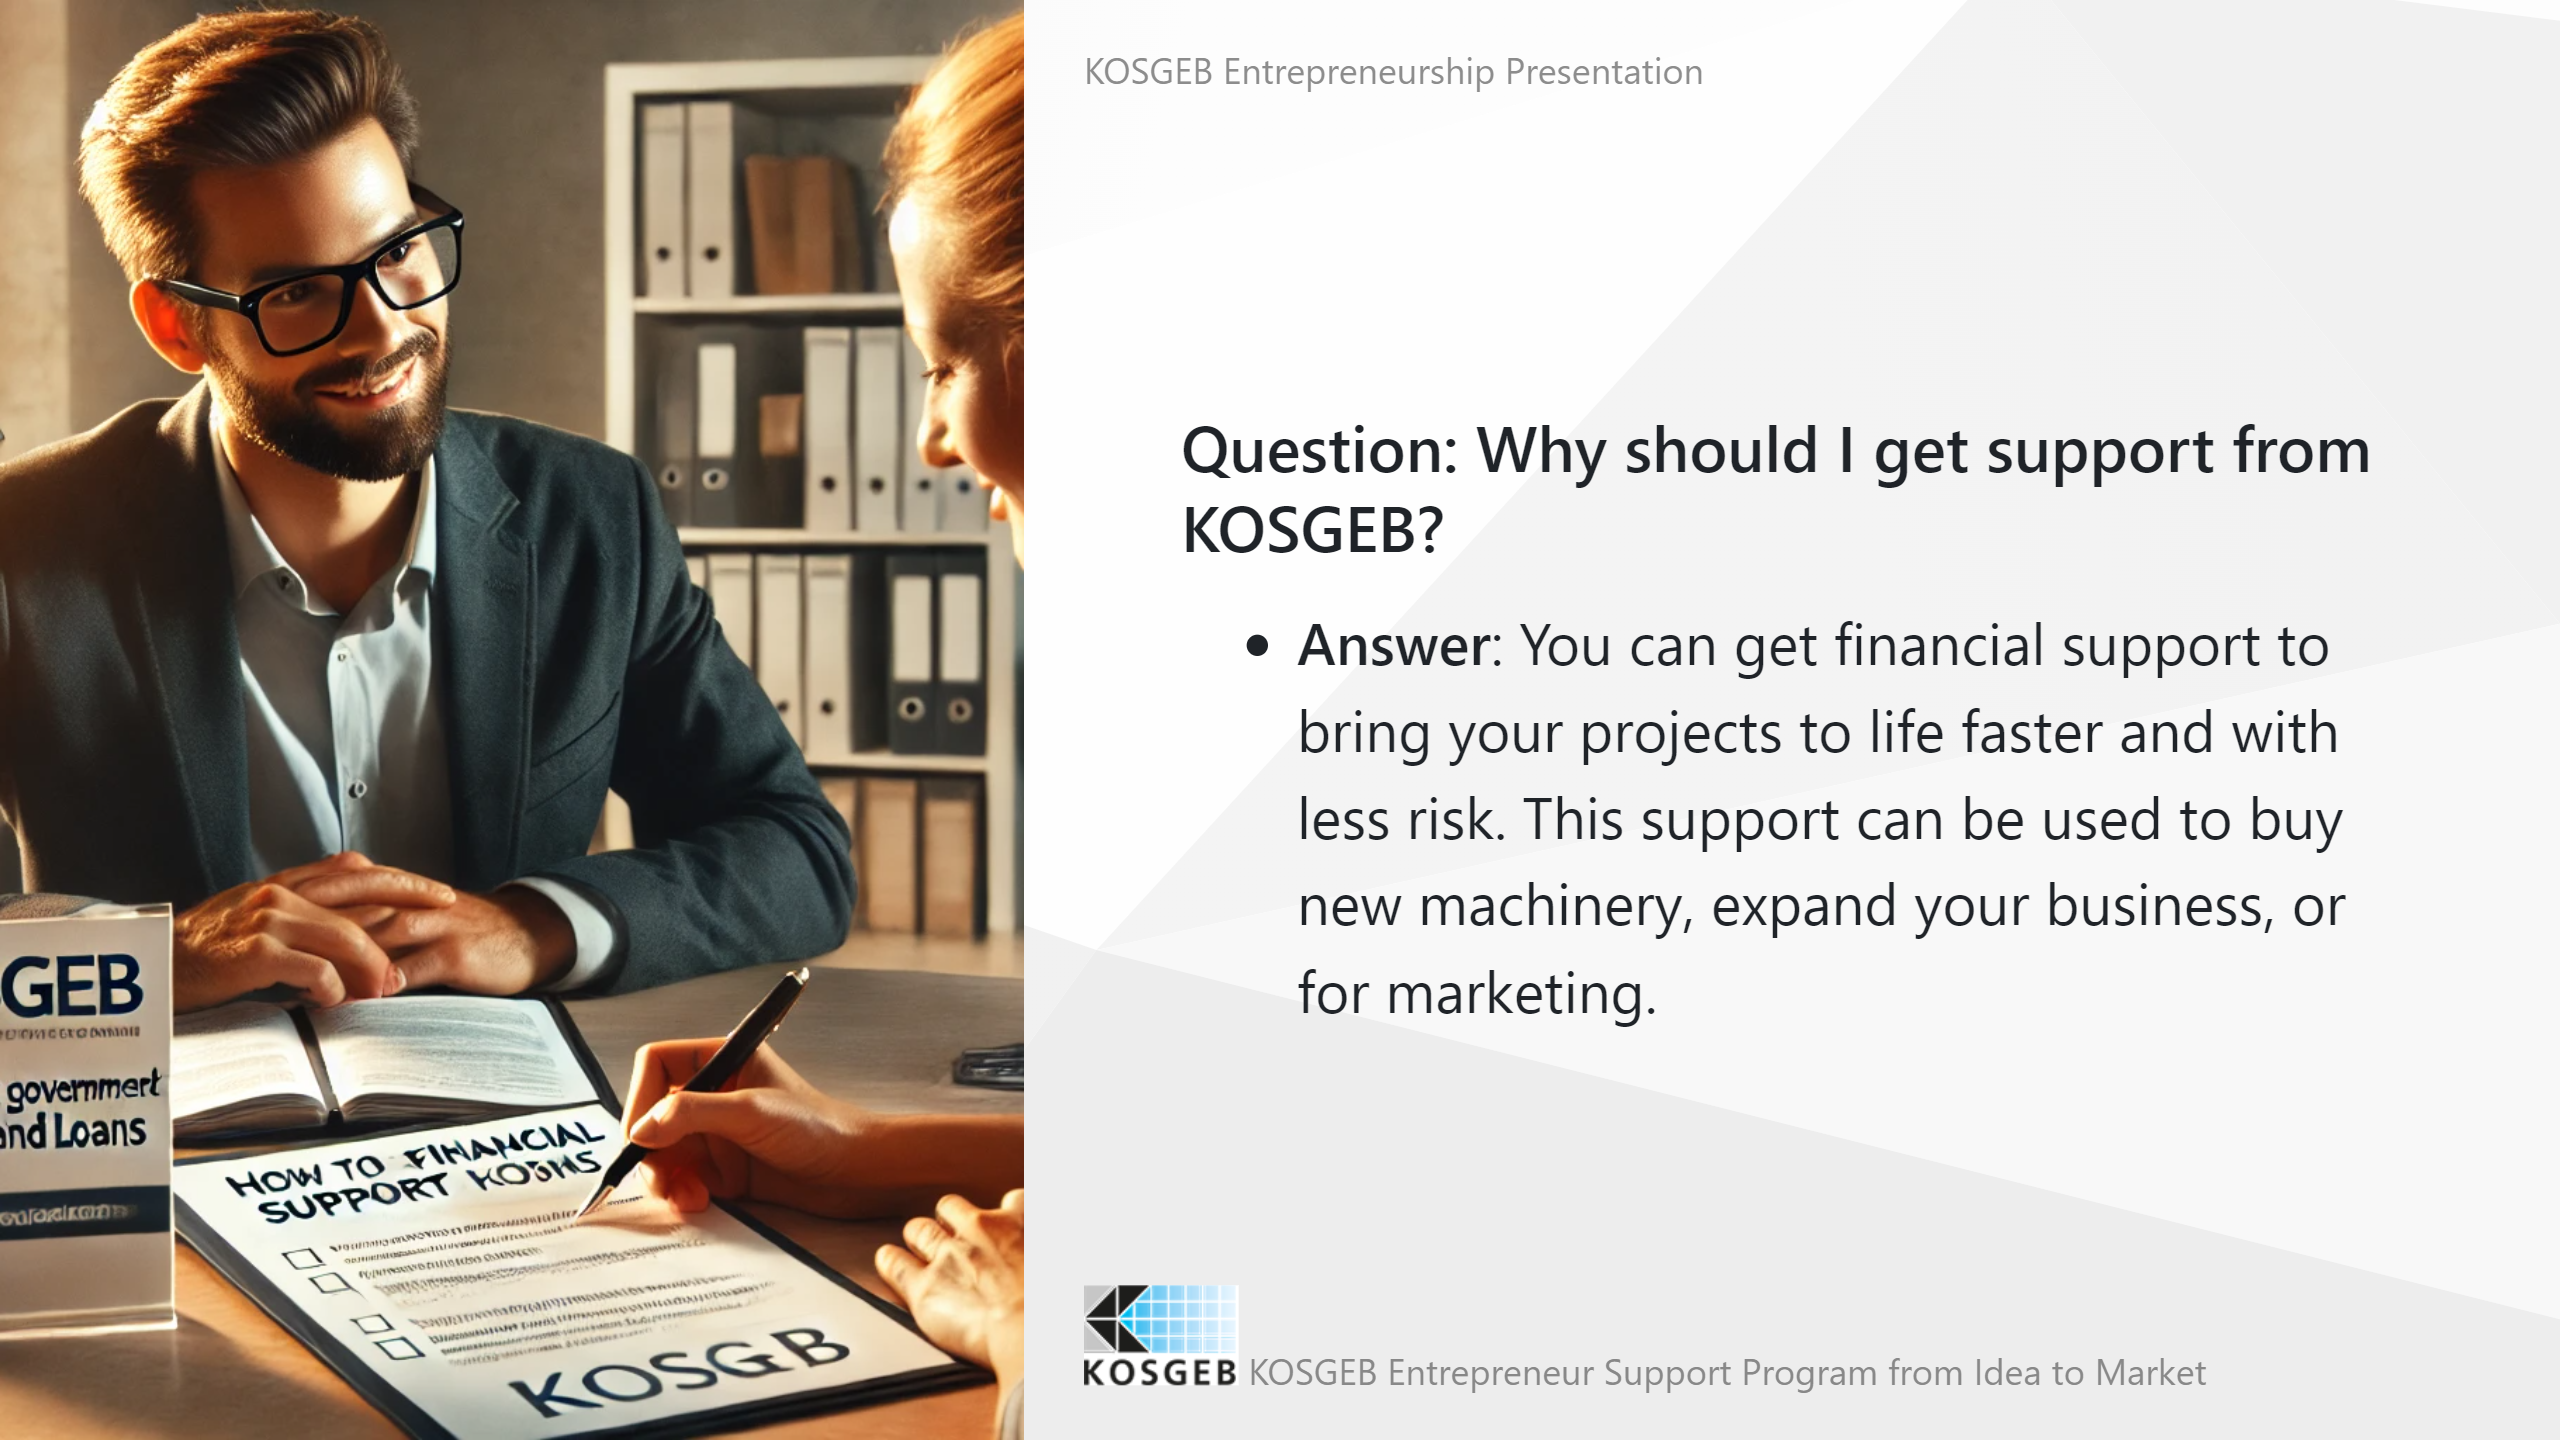 KOSGEB Entrepreneurship Presentation
Question: Why should I get support from
KOSGEB?
• Answer: You can get financial support to
bring your projects to life faster and with
less risk. This support can be used to buy
new machinery, expand your business, or
for marketing.
GEB
government
and Loans
HOW TO FINANCIAL
SUPPORT
KOSGB
KOSGEB
KOSGEB Entrepreneur Support Program from Idea to Market